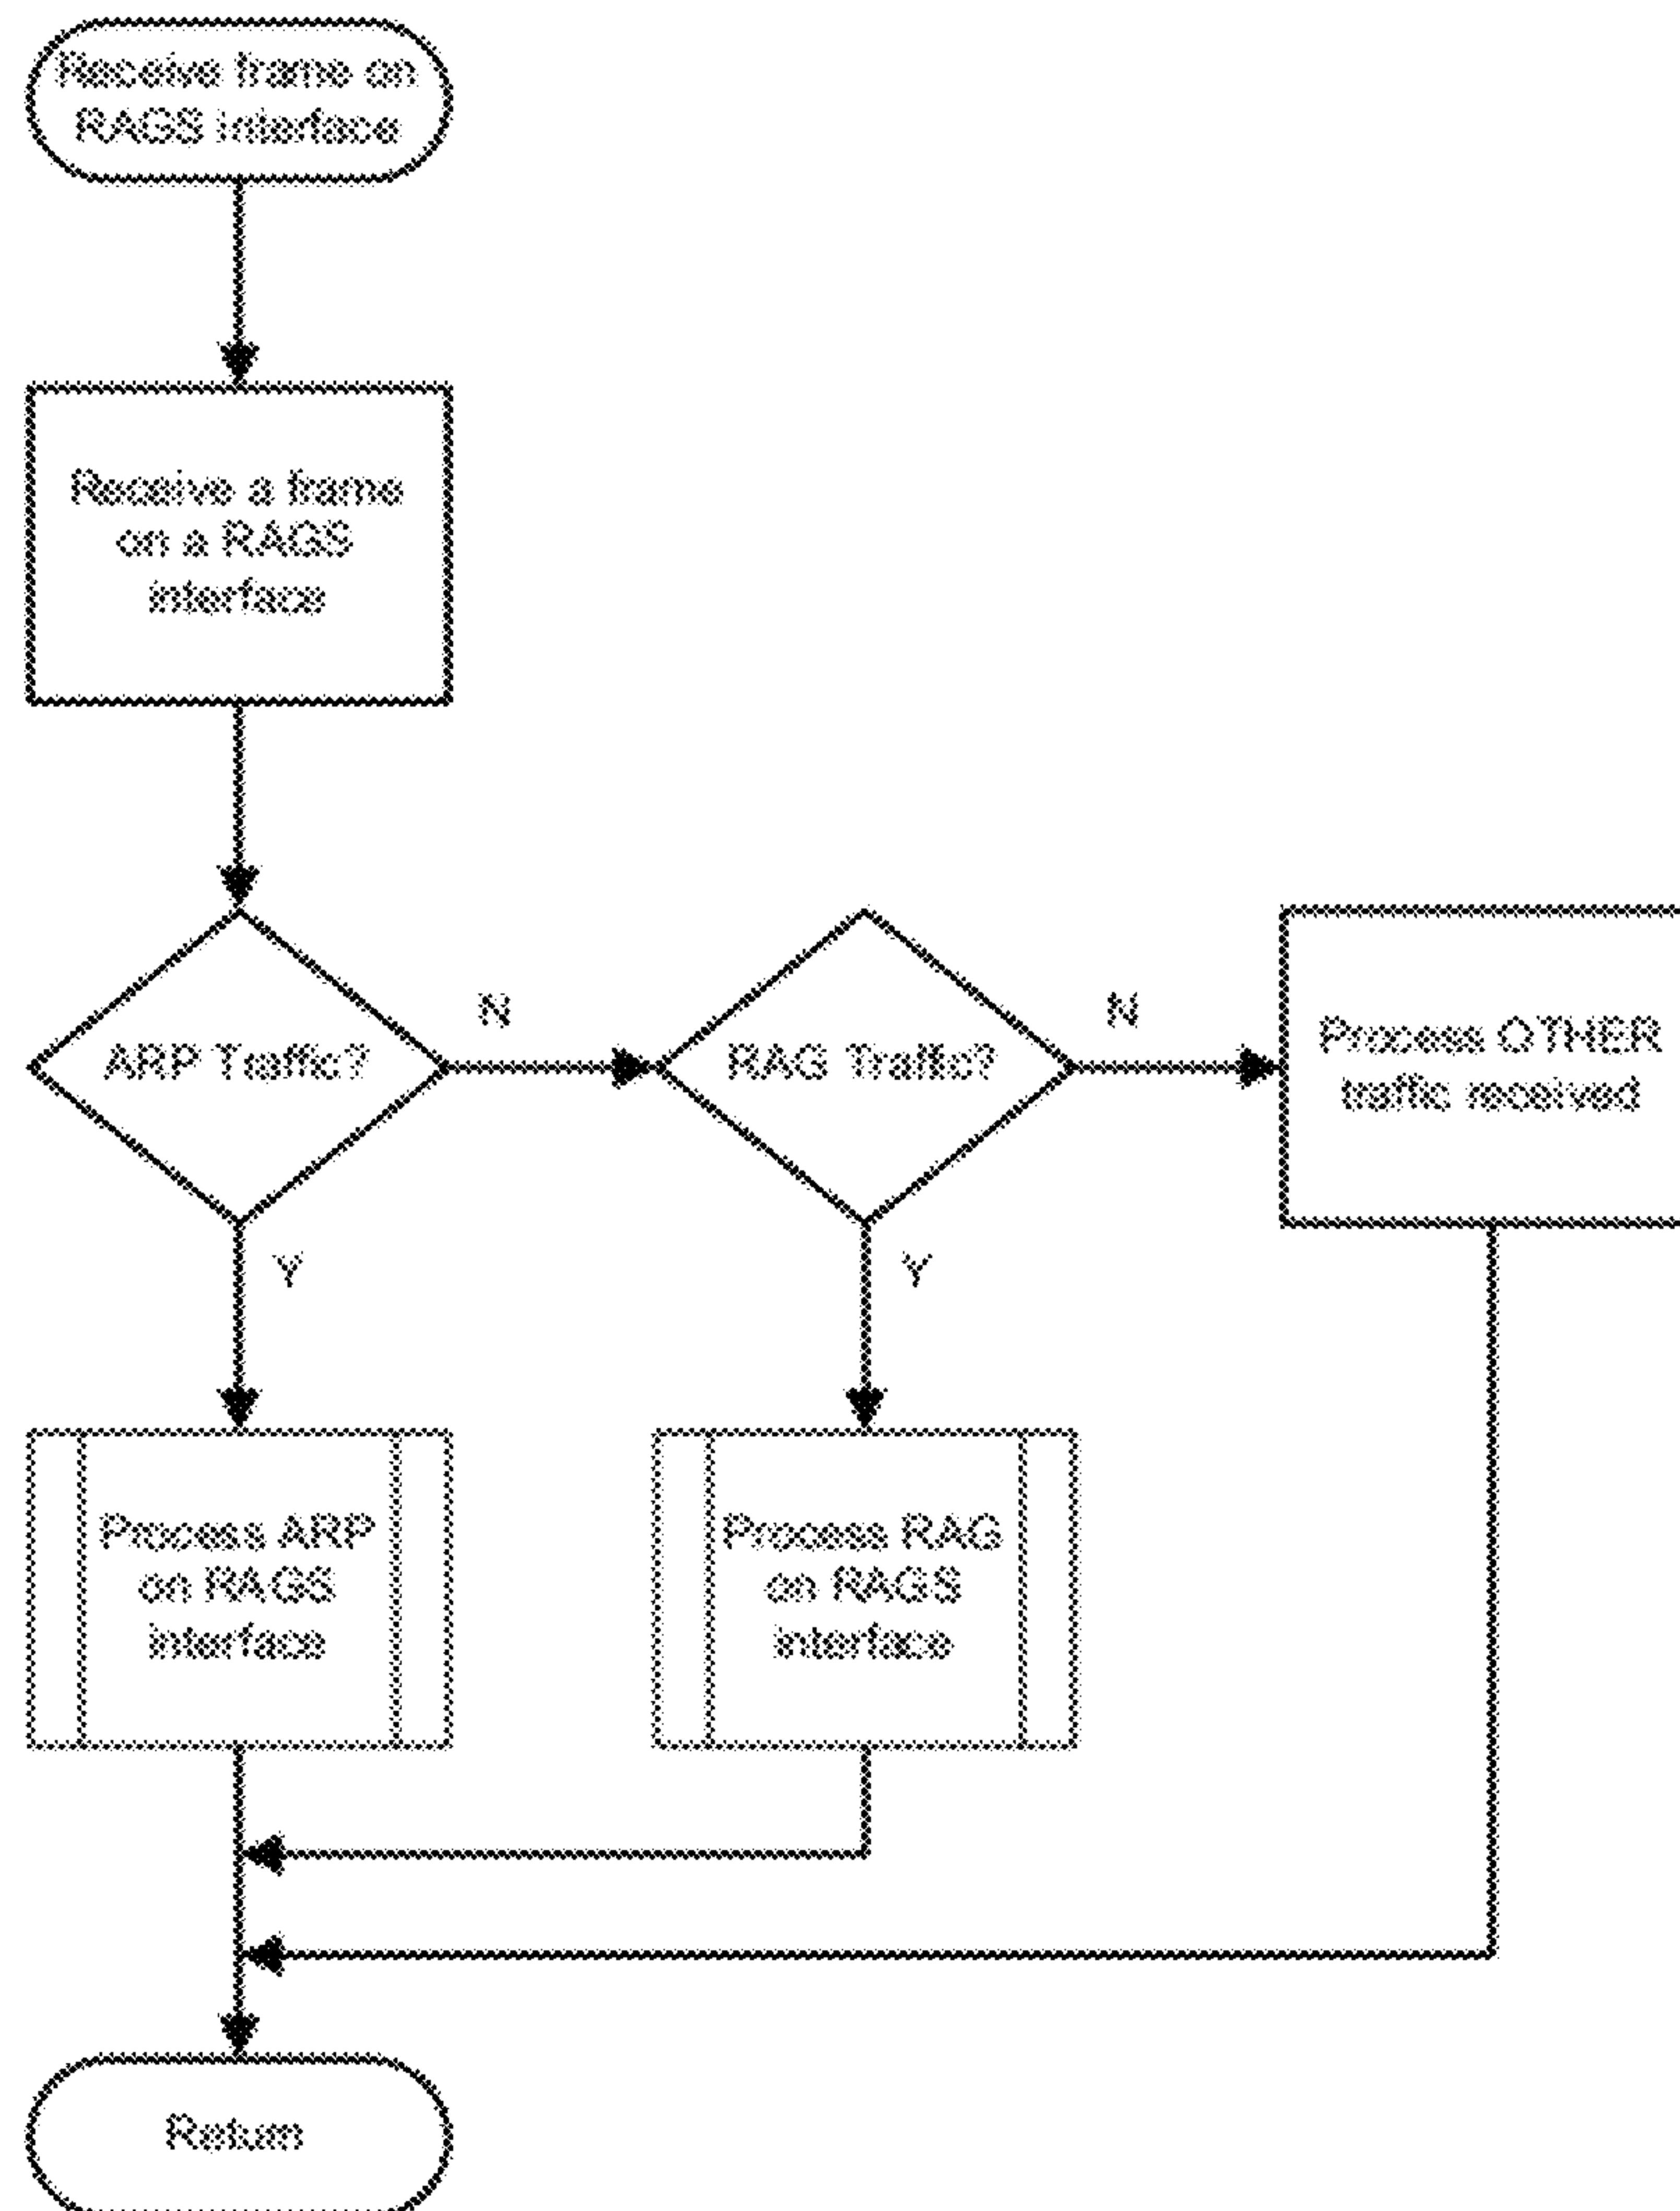 Receive frame on
RAGS interface
Receive a frame
on a RAGS
interface
ARP Traffic?
N
RAG Traffic?
N
Process OTHER
traffic received
Y
Y
Process ARP
on RAGS
interface
Process RAG
on RAGS
interface
Return